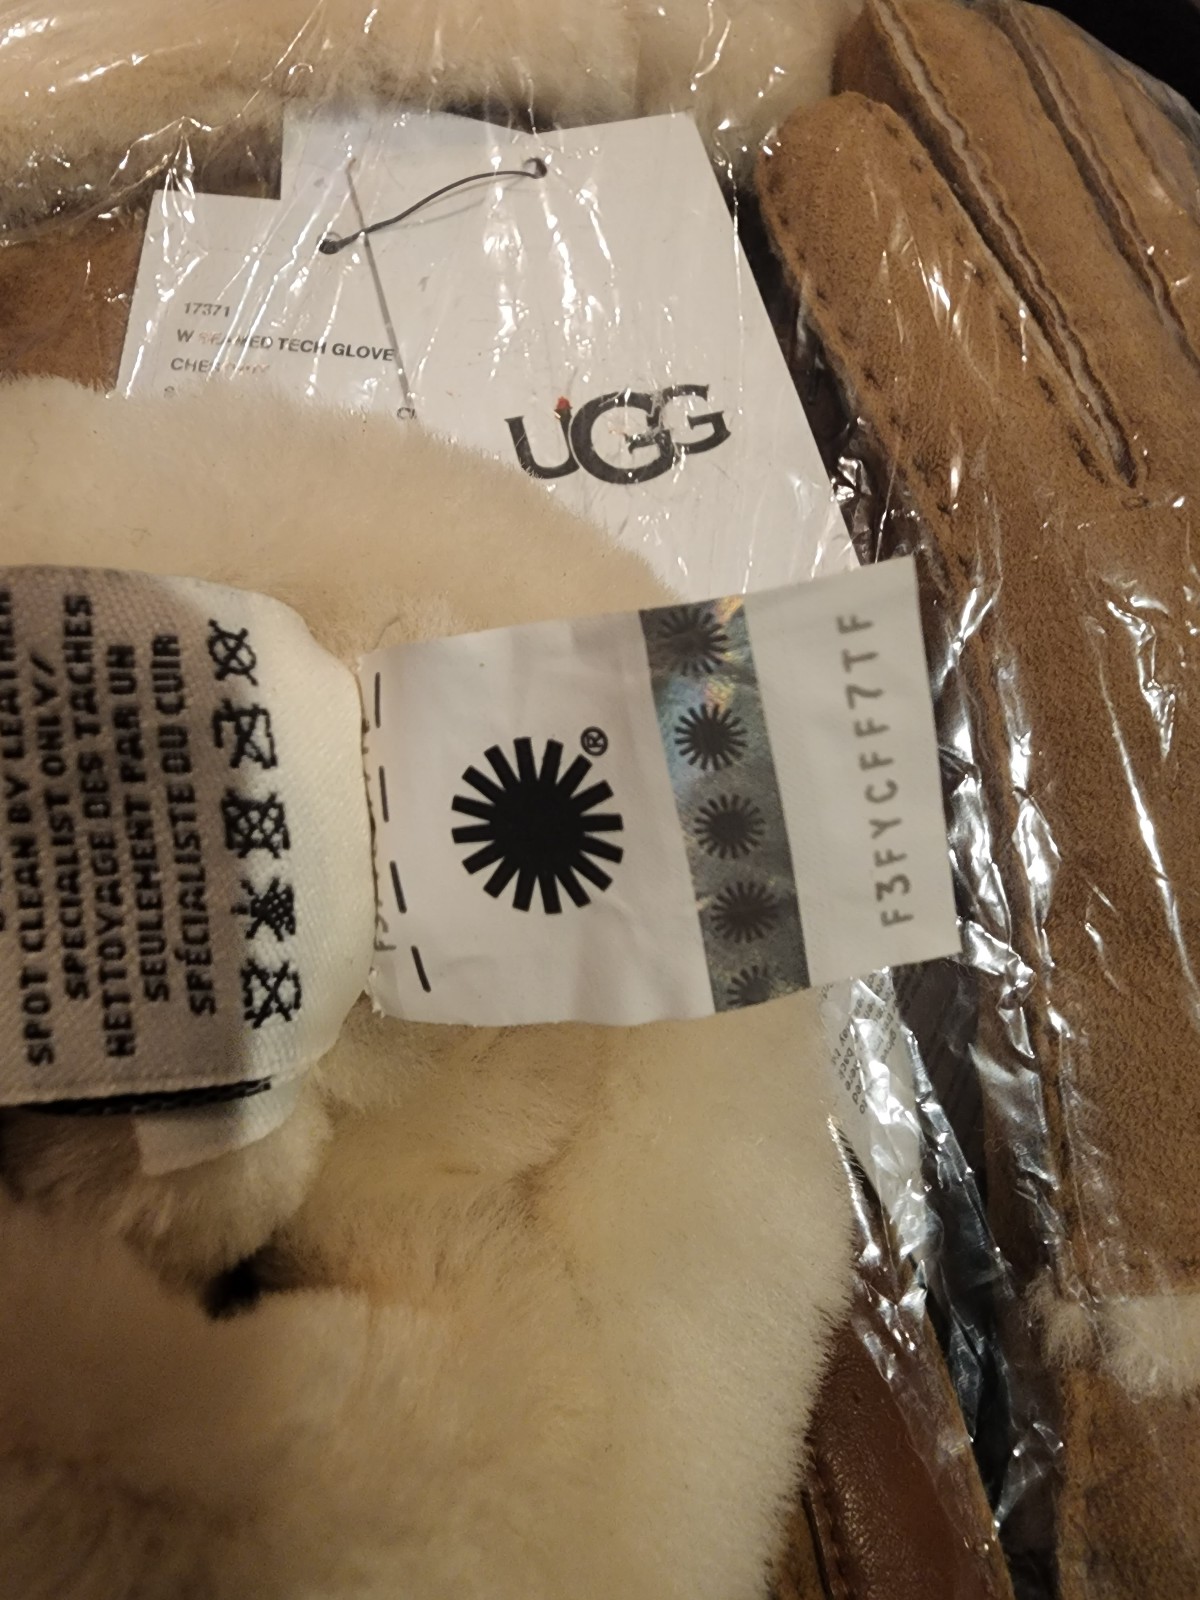 17371
W TECH GLOVE
UGG
SPOT CLEAN BY
SPECIALIST ONLY/
NETTOYAGE DES TACHES
SEULEMENT PAR UN
SPÉCIALISTE DU CUIR
®
F3FYCFF7TF